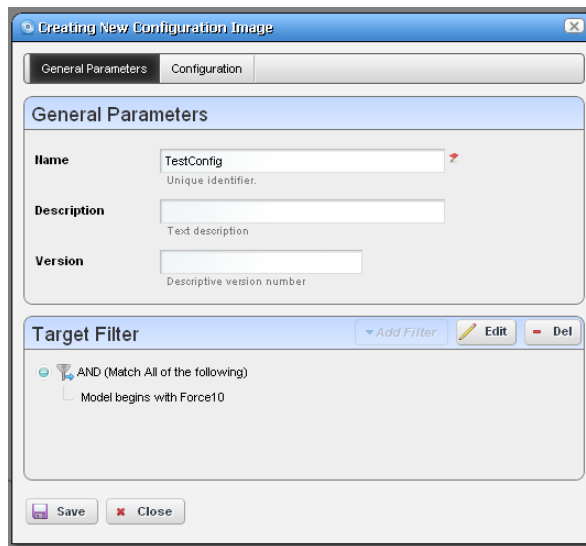 Creating New Configuration Image
General Parameters Configuration
General Parameters
Name TestConfig
Unique identifier.
Description
Text description
Version
Descriptive version number
Target Filter Add Filter Edit Del
AND (Match All of the following)
Model begins with Force10
Save Close